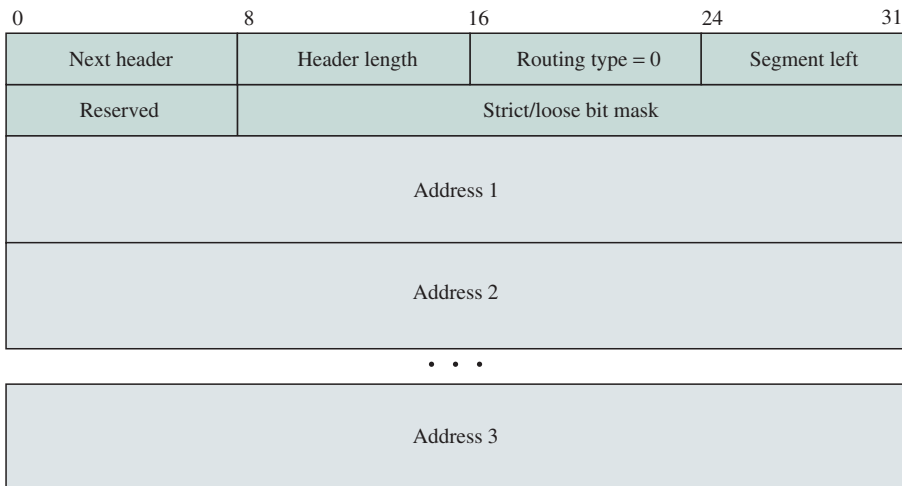 0 8 16 24 31
Next header Header length Routing type = 0 Segment left
Reserved Strict/loose bit mask
Address 1
Address 2
• • •
Address 3